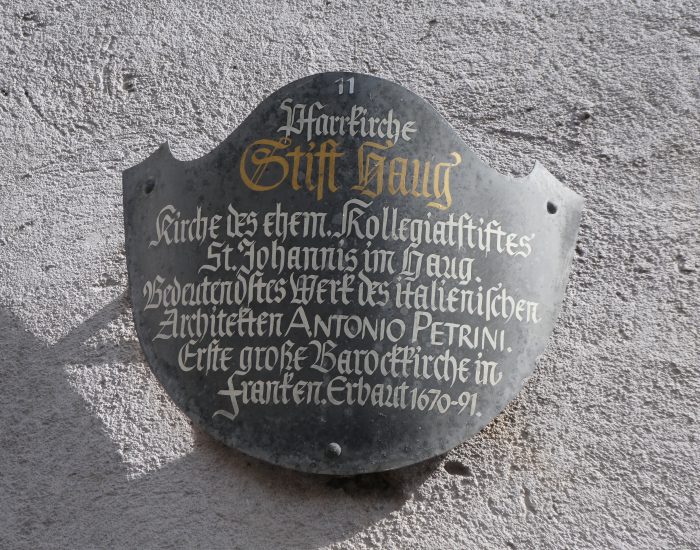 11
Pfarrkirche
Stift Haug
Kirche des ehem. Kollegiatstiftes
St. Johannis im Haug.
Bedeutendstes Werk des italienischen
Architekten ANTONIO PETRINI.
Erste große Barockkirche in
Franken. Erbaut 1670-91.